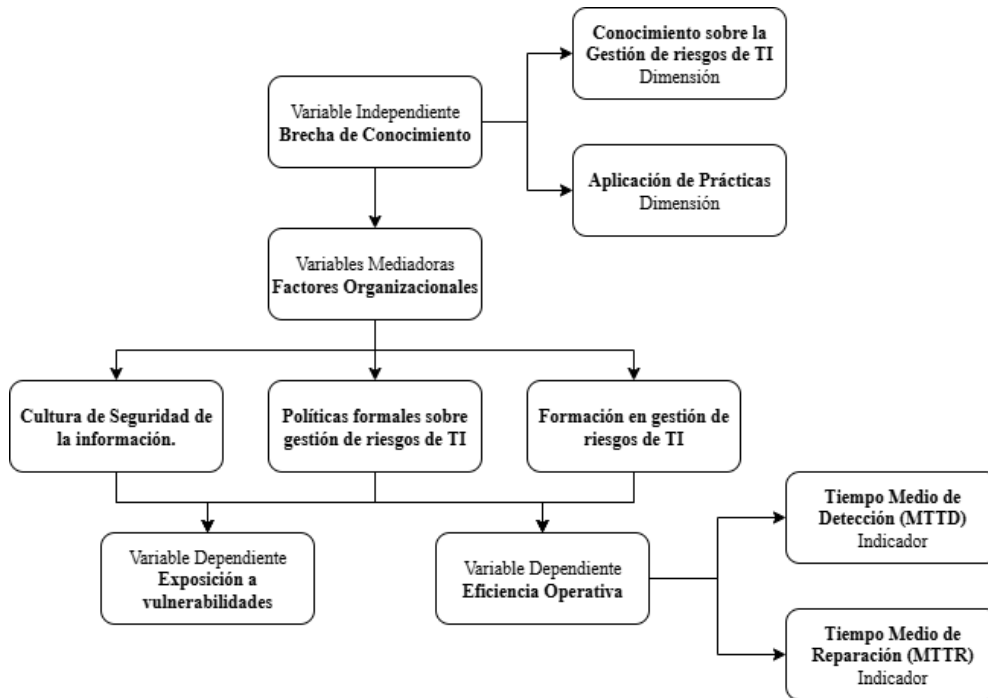 Conocimiento sobre la
Gestión de riesgos de TI
Dimensión
Variable Independiente
Brecha de Conocimiento
Aplicación de Prácticas
Dimensión
Variables Mediadoras
Factores Organizacionales
Cultura de Seguridad de
la información.
Políticas formales sobre
gestión de riesgos de TI
Formación en gestión de
riesgos de TI
Variable Dependiente
Exposición a
vulnerabilidades
Variable Dependiente
Eficiencia Operativa
Tiempo Medio de
Detección (MTTD)
Indicador
Tiempo Medio de
Reparación (MTTR)
Indicador